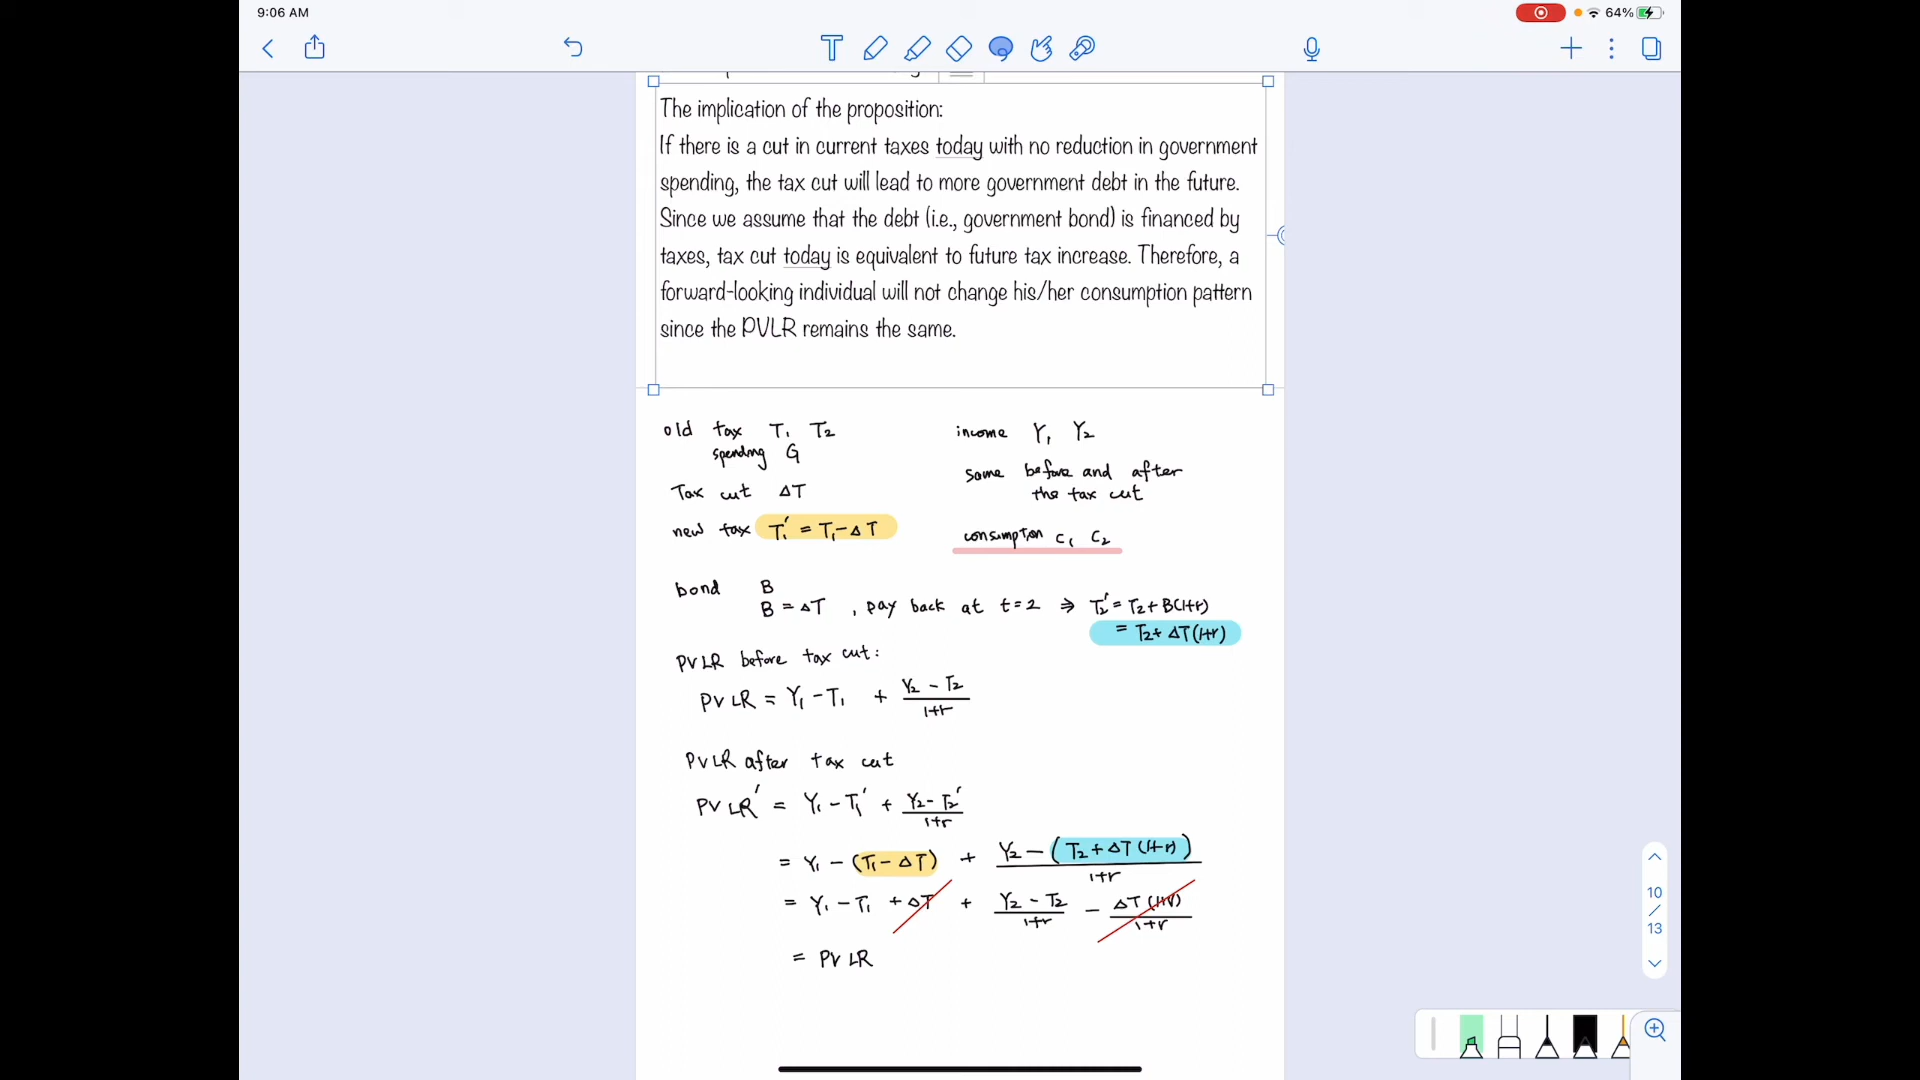 9:06 AM
64%
The implication of the proposition:
If there is a cut in current taxes today with no reduction in government
spending, the tax cut will lead to more government debt in the future.
Since we assume that the debt (i.e., government bond) is financed by
taxes, tax cut today is equivalent to future tax increase. Therefore, a
forward-looking individual will not change his/her consumption pattern
since the PVLR remains the same.
old tax T₁ T₂
spending G
income Y₁ Y₂
same before and after
the tax cut
Tax cut ΔT
new tax T₁' = T₁ - ΔT
consumption C₁ C₂
bond B
B = ΔT , pay back at t=2 ⇒ T₂' = T₂ + B(1+r)
= T₂ + ΔT(1+r)
PVLR before tax cut:
PVLR = Y₁ - T₁ + (Y₂ - T₂)/(1+r)
PVLR after tax cut
PVLR' = Y₁ - T₁' + (Y₂ - T₂')/(1+r)
= Y₁ - (T₁ - ΔT) + (Y₂ - (T₂ + ΔT(1+r)))/(1+r)
= Y₁ - T₁ + ΔT + (Y₂ - T₂)/(1+r) - ΔT(1+r)/(1+r)
= PVLR
10
/
13